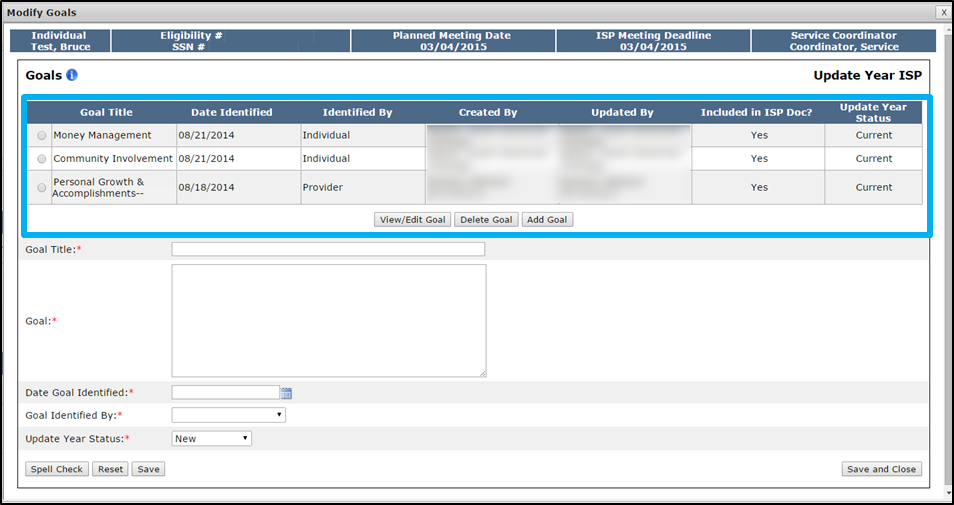 Modify Goals X
Individual Eligibility # Planned Meeting Date ISP Meeting Deadline Service Coordinator
Test, Bruce SSN # 03/04/2015 03/04/2015 Coordinator, Service
Goals i Update Year ISP
Goal Title Date Identified Identified By Created By Updated By Included in ISP Doc? Update Year Status
Money Management 08/21/2014 Individual Yes Current
Community Involvement 08/21/2014 Individual Yes Current
Personal Growth &
Accomplishments-- 08/18/2014 Provider Yes Current
View/Edit Goal Delete Goal Add Goal
Goal Title:*
Goal:*
Date Goal Identified:*
Goal Identified By:*
Update Year Status:* New
Spell Check Reset Save Save and Close